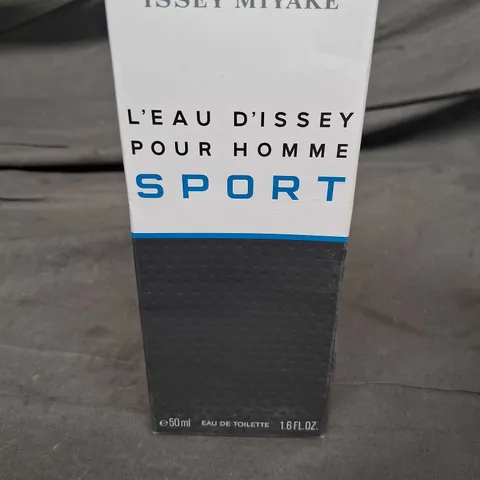 ISSEY MIYAKE
L'EAU D'ISSEY
POUR HOMME
SPORT
℮50ml EAU DE TOILETTE 1.6 FL.OZ.